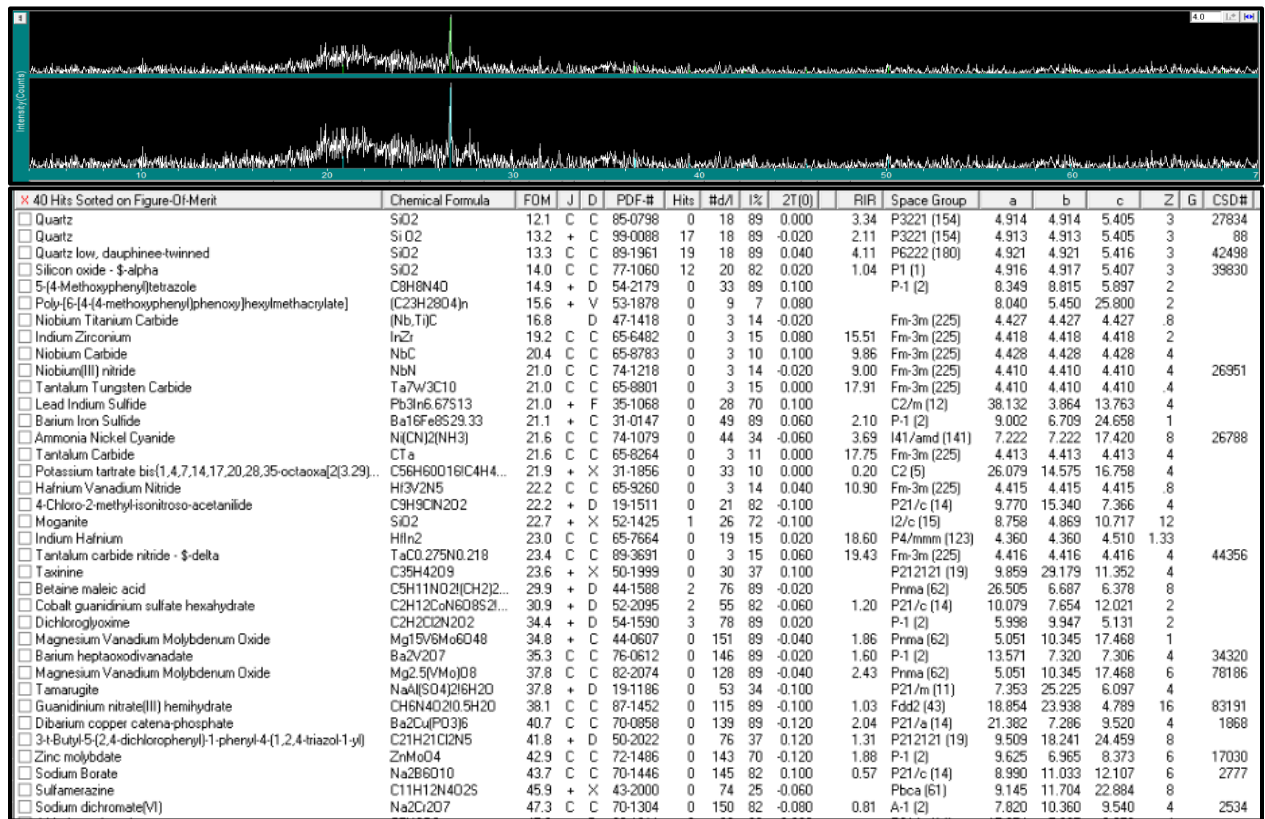 4.0
Intensity(Counts)
10 20 30 40 50 60 7
40 Hits Sorted on Figure-Of-Merit Chemical Formula FOM J D PDF-# Hits #d/I I% 2T(0) RIR Space Group a b c Z G CSD#
Quartz SiO2 12.1 C C 85-0798 0 18 89 0.000 3.34 P3221 (154) 4.914 4.914 5.405 3 27834
Quartz Si O2 13.2 + C 99-0088 17 18 89 -0.020 2.11 P3221 (154) 4.913 4.913 5.405 3 88
Quartz low, dauphinee-twinned SiO2 13.3 C C 89-1961 19 18 89 0.040 4.11 P6222 (180) 4.921 4.921 5.416 3 42498
Silicon oxide - $-alpha SiO2 14.0 C C 77-1060 12 20 82 0.020 1.04 P1 (1) 4.916 4.917 5.407 3 39830
5-(4-Methoxyphenyl)tetrazole C8H8N4O 14.9 + D 54-2179 0 33 89 0.100 P-1 (2) 8.349 8.815 5.897 2
Poly-[6-[4-(4-methoxyphenyl)phenoxy]hexylmethacrylate] (C23H28O4)n 15.6 + V 53-1878 0 9 7 0.080 8.040 5.450 25.800 2
Niobium Titanium Carbide (Nb,Ti)C 16.8 D 47-1418 0 3 14 -0.020 Fm-3m (225) 4.427 4.427 4.427 .8
Indium Zirconium InZr 19.2 C C 65-6482 0 3 15 0.080 15.51 Fm-3m (225) 4.418 4.418 4.418 2
Niobium Carbide NbC 20.4 C C 65-8783 0 3 10 0.100 9.86 Fm-3m (225) 4.428 4.428 4.428 4
Niobium(III) nitride NbN 21.0 C C 74-1218 0 3 14 -0.020 9.00 Fm-3m (225) 4.410 4.410 4.410 4 26951
Tantalum Tungsten Carbide Ta7W3C10 21.0 C C 65-8801 0 3 15 0.000 17.91 Fm-3m (225) 4.410 4.410 4.410 .4
Lead Indium Sulfide Pb3In6.67S13 21.0 + F 35-1068 0 28 70 0.100 C2/m (12) 38.132 3.864 13.763 4
Barium Iron Sulfide Ba16Fe8S29.33 21.1 + C 31-0147 0 49 89 0.060 2.10 P-1 (2) 9.002 6.709 24.658 1
Ammonia Nickel Cyanide Ni(CN)2(NH3) 21.6 C C 74-1079 0 44 34 -0.060 3.69 I41/amd (141) 7.222 7.222 17.420 8 26788
Tantalum Carbide CTa 21.6 C C 65-8264 0 3 11 0.000 17.75 Fm-3m (225) 4.413 4.413 4.413 4
Potassium tartrate bis{1,4,7,14,17,20,28,35-octaoxa[2(3.29)... C56H60O16!C4H4... 21.9 + X 31-1856 0 33 10 0.000 0.20 C2 (5) 26.079 14.575 16.758 4
Hafnium Vanadium Nitride Hf3V2N5 22.2 C C 65-9260 0 3 14 0.040 10.90 Fm-3m (225) 4.415 4.415 4.415 .8
4-Chloro-2-methyl-isonitroso-acetanilide C9H9ClN2O2 22.2 + D 19-1511 0 21 82 -0.100 P21/c (14) 9.770 15.340 7.366 4
Moganite SiO2 22.7 + X 52-1425 1 26 72 -0.100 I2/c (15) 8.758 4.869 10.717 12
Indium Hafnium HfIn2 23.0 C C 65-7664 0 19 15 0.020 18.60 P4/mmm (123) 4.360 4.360 4.510 1.33
Tantalum carbide nitride - $-delta TaC0.275N0.218 23.4 C C 89-3691 0 3 15 0.060 19.43 Fm-3m (225) 4.416 4.416 4.416 4 44356
Taxinine C35H42O9 23.6 + X 50-1999 0 30 37 0.100 P212121 (19) 9.859 29.179 11.352 4
Betaine maleic acid C5H11NO2!(CH2)2... 29.9 + D 44-1588 2 76 89 -0.020 Pnma (62) 26.505 6.687 6.378 8
Cobalt guanidinium sulfate hexahydrate C2H12CoN6O8S2!... 30.9 + D 52-2095 2 55 82 -0.060 1.20 P21/c (14) 10.079 7.654 12.021 2
Dichloroglyoxime C2H2Cl2N2O2 34.4 + D 54-1590 3 78 89 0.020 P-1 (2) 5.998 9.947 5.131 2
Magnesium Vanadium Molybdenum Oxide Mg15V6Mo6O48 34.8 + C 44-0607 0 151 89 -0.040 1.86 Pnma (62) 5.051 10.345 17.468 1
Barium heptaoxodivanadate Ba2V2O7 35.3 C C 76-0612 0 146 89 -0.020 1.60 P-1 (2) 13.571 7.320 7.306 4 34320
Magnesium Vanadium Molybdenum Oxide Mg2.5(VMo)O8 37.8 C C 82-2074 0 128 89 -0.040 2.43 Pnma (62) 5.051 10.345 17.468 6 78186
Tamarugite NaAl(SO4)2!6H2O 37.8 + D 19-1186 0 53 34 -0.100 P21/m (11) 7.353 25.225 6.097 4
Guanidinium nitrate(III) hemihydrate CH6N4O2!0.5H2O 38.1 C C 87-1452 0 115 89 -0.100 1.03 Fdd2 (43) 18.854 23.938 4.789 16 83191
Dibarium copper catena-phosphate Ba2Cu(PO3)6 40.7 C C 70-0858 0 139 89 -0.120 2.04 P21/a (14) 21.382 7.286 9.520 4 1868
3-t-Butyl-5-(2,4-dichlorophenyl)-1-phenyl-4-(1,2,4-triazol-1-yl) C21H21Cl2N5 41.8 + D 50-2022 0 76 37 0.120 1.31 P212121 (19) 9.509 18.241 24.459 8
Zinc molybdate ZnMoO4 42.9 C C 72-1486 0 143 70 -0.120 1.88 P-1 (2) 9.625 6.965 8.373 6 17030
Sodium Borate Na2B6O10 43.7 C C 70-1446 0 145 82 0.100 0.57 P21/c (14) 8.990 11.033 12.107 6 2777
Sulfamerazine C11H12N4O2S 45.9 + X 43-2000 0 74 25 -0.060 Pbca (61) 9.145 11.704 22.884 8
Sodium dichromate(VI) Na2Cr2O7 47.3 C C 70-1304 0 150 82 -0.080 0.81 A-1 (2) 7.820 10.360 9.540 4 2534